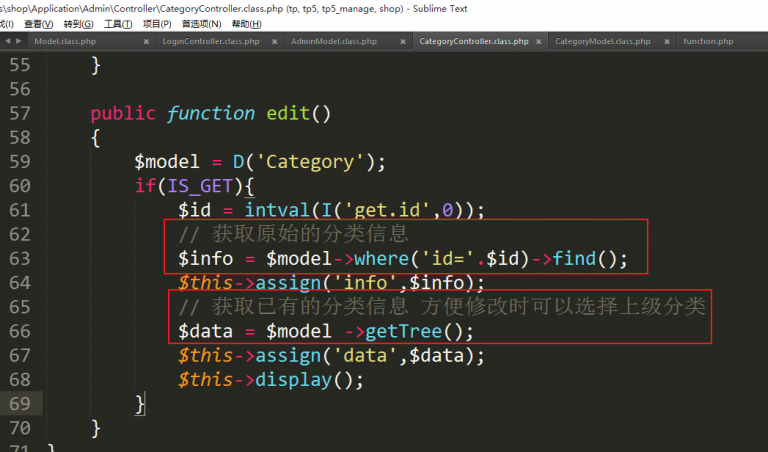 s\shop\Application\Admin\Controller\CategoryController.class.php (tp, tp5, tp5_manage, shop) - Sublime Text
(I) 查看(V) 转到(G) 工具(T) 项目(P) 首选项(N) 帮助(H)
Model.class.php × LoginController.class.php × AdminModel.class.php × CategoryController.class.php × CategoryModel.class.php × function.php
55 }
56
57 public function edit()
58 {
59 $model = D('Category');
60 if(IS_GET){
61 $id = intval(I('get.id',0));
62 // 获取原始的分类信息
63 $info = $model->where('id='.$id)->find();
64 $this->assign('info',$info);
65 // 获取已有的分类信息 方便修改时可以选择上级分类
66 $data = $model ->getTree();
67 $this->assign('data',$data);
68 $this->display();
69 }
70 }
71 }